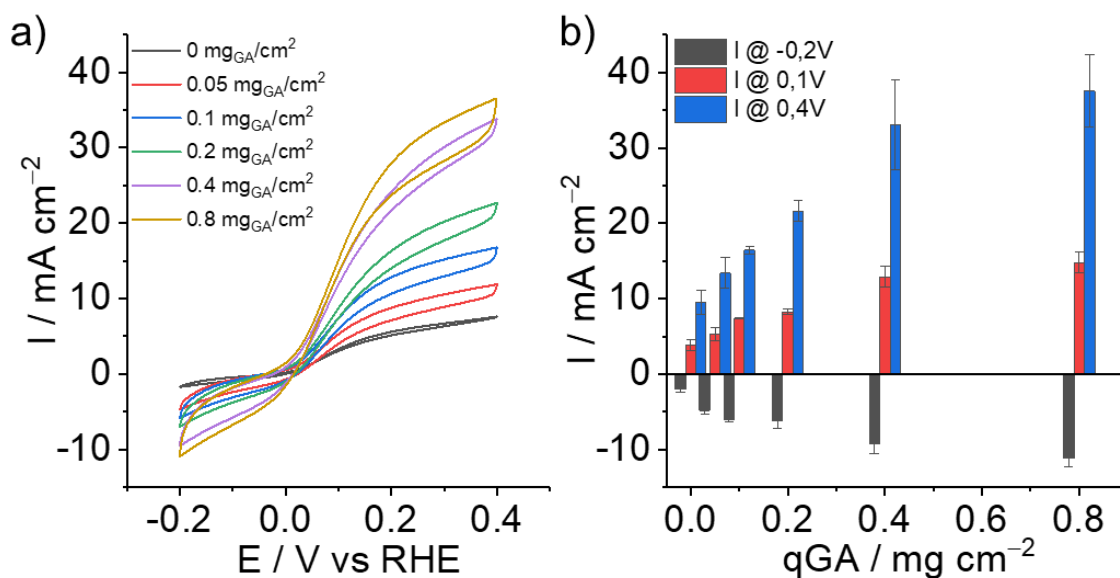 a)
0 mgGA/cm²
0.05 mgGA/cm²
0.1 mgGA/cm²
0.2 mgGA/cm²
0.4 mgGA/cm²
0.8 mgGA/cm²
40
30
20
10
0
-10
I / mA cm⁻²
-0.2 0.0 0.2 0.4
E / V vs RHE
b)
I @ -0,2V
I @ 0,1V
I @ 0,4V
40
30
20
10
0
-10
I / mA cm⁻²
0.0 0.2 0.4 0.6 0.8
qGA / mg cm⁻²